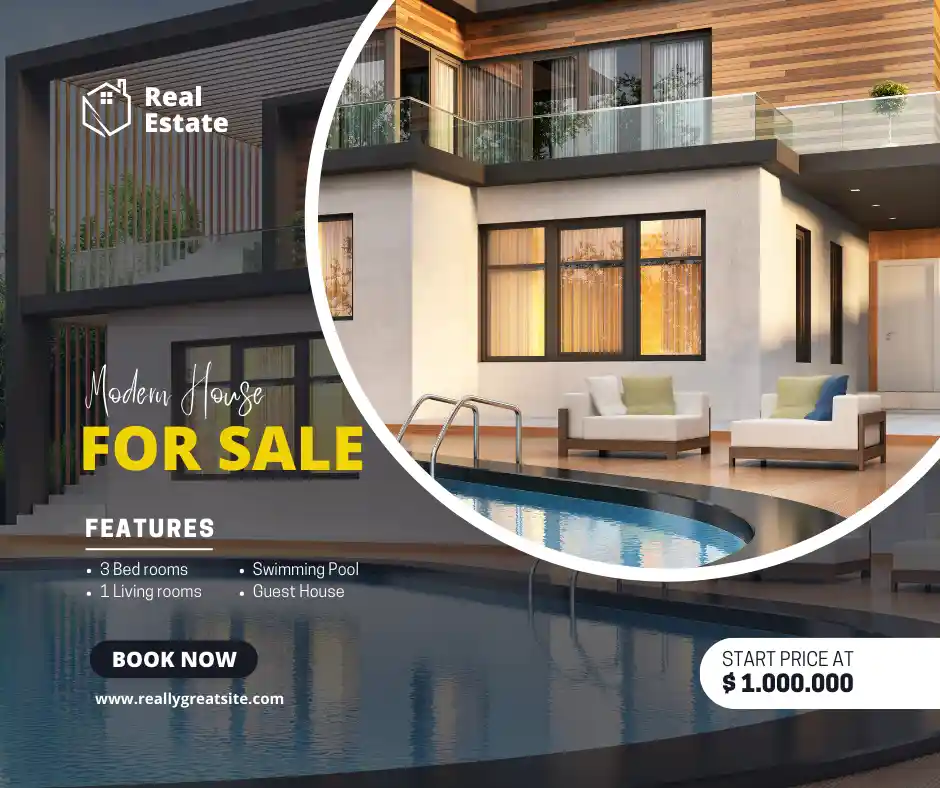 Real
Estate
Modern House
FOR SALE
FEATURES
• 3 Bed rooms
• 1 Living rooms
• Swimming Pool
• Guest House
BOOK NOW
www.reallygreatsite.com
START PRICE AT
$ 1.000.000